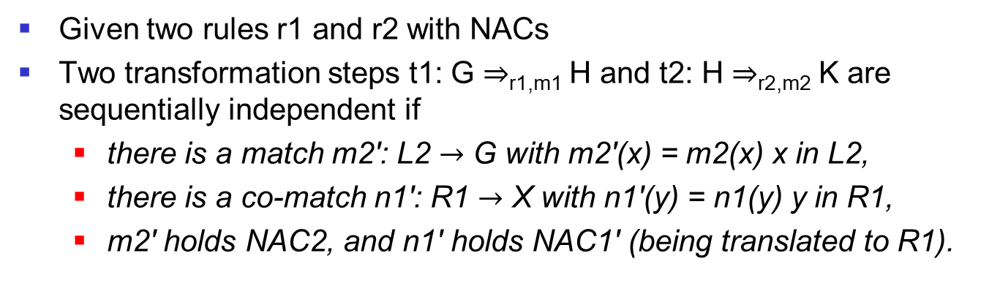 ▪ Given two rules r1 and r2 with NACs
▪ Two transformation steps t1: G ⇒r1,m1 H and t2: H ⇒r2,m2 K are
sequentially independent if
▪ there is a match m2': L2 → G with m2'(x) = m2(x) x in L2,
▪ there is a co-match n1': R1 → X with n1'(y) = n1(y) y in R1,
▪ m2' holds NAC2, and n1' holds NAC1' (being translated to R1).